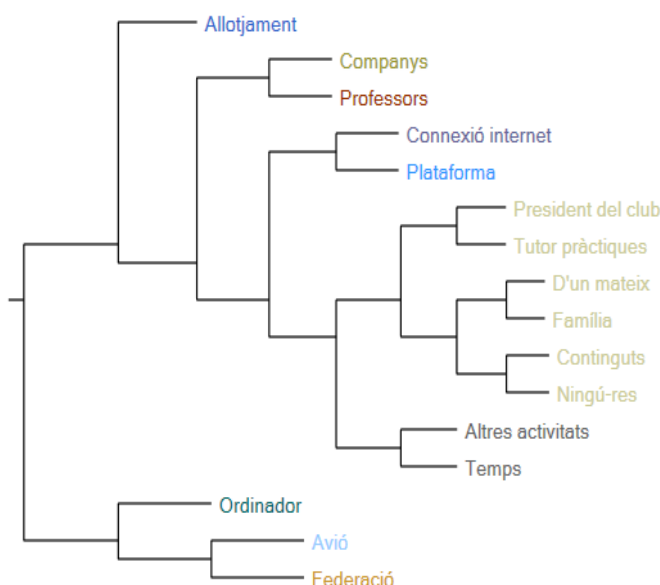 Allotjament
Companys
Professors
Connexió internet
Plataforma
President del club
Tutor pràctiques
D'un mateix
Família
Continguts
Ningú-res
Altres activitats
Temps
Ordinador
Avió
Federació